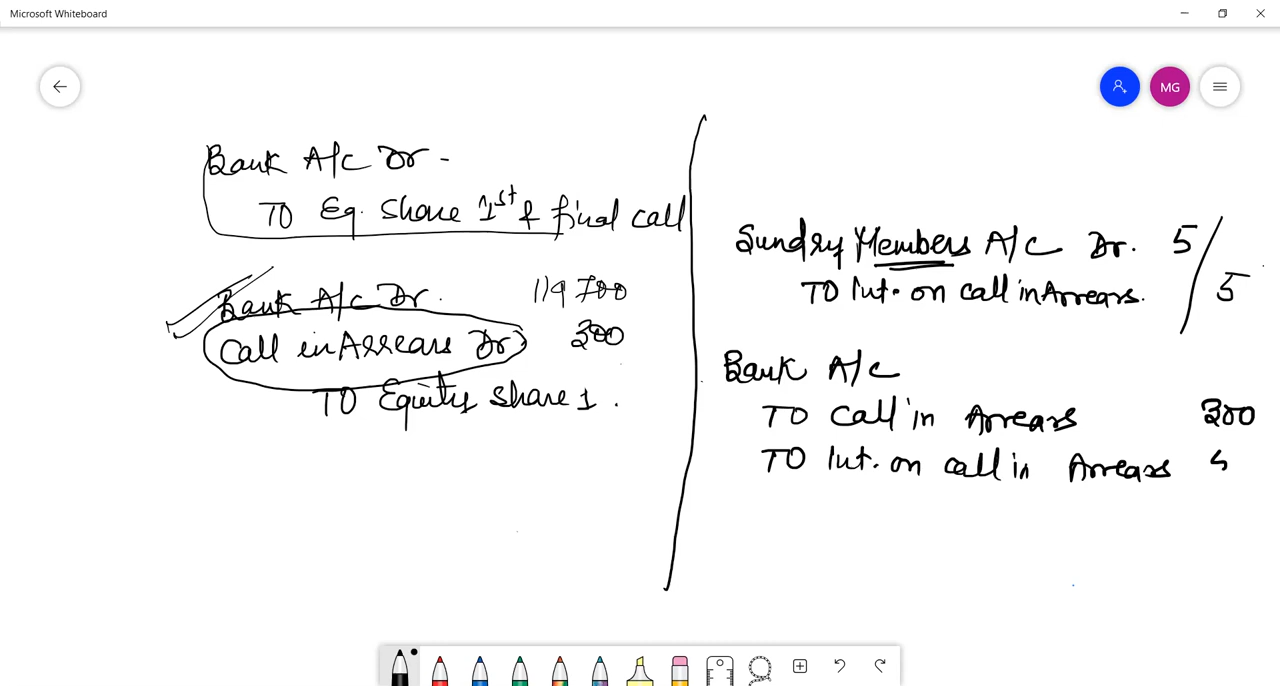 Microsoft Whiteboard
MG
Bank A/c Dr -
TO Eq. Share 1st & final call
Bank A/c Dr. 119700
Call in Arrears Dr 300
TO Equity Share 1.
Sundry Members A/c Dr. 5
TO Int. on call in Arrears. 5
Bank A/c
TO Call in Arrears 300
TO Int. on call in Arrears 5